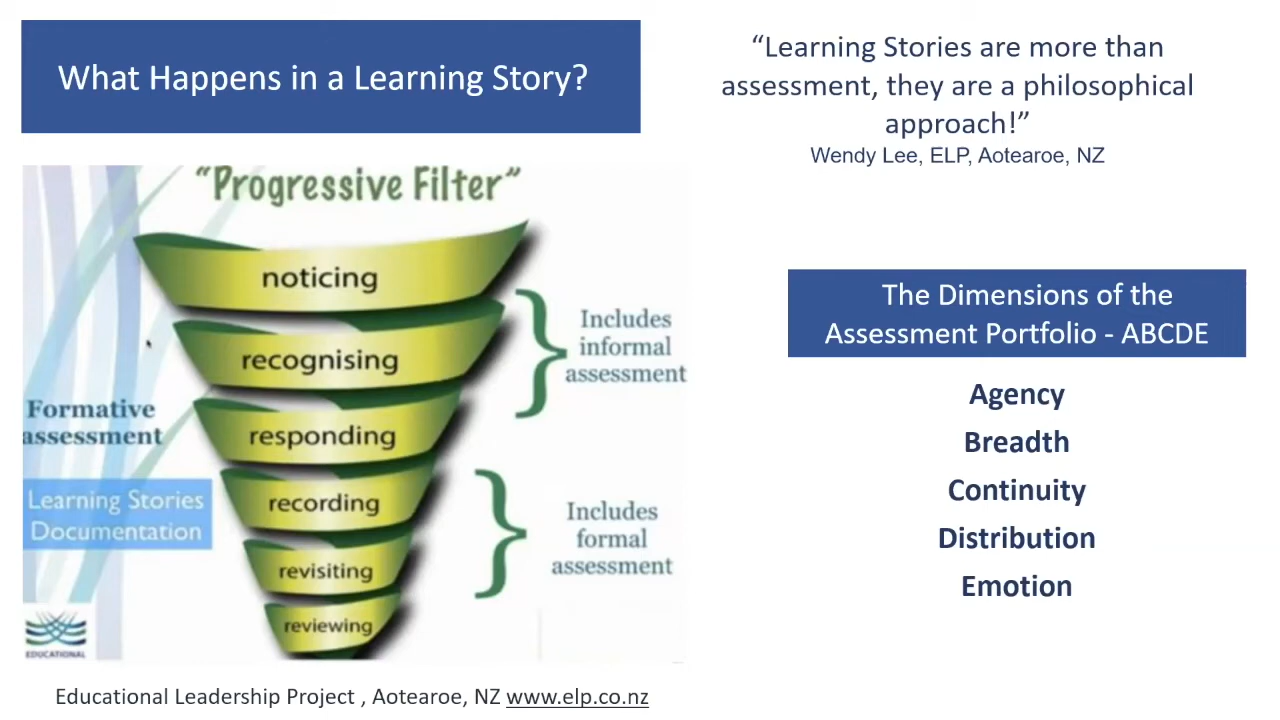 What Happens in a Learning Story?
“Learning Stories are more than
assessment, they are a philosophical
approach!”
Wendy Lee, ELP, Aotearoe, NZ
“Progressive Filter”
noticing
recognising
responding
recording
revisiting
reviewing
Includes
informal
assessment
Includes
formal
assessment
Formative
assessment
Learning Stories
Documentation
EDUCATIONAL
The Dimensions of the
Assessment Portfolio - ABCDE
Agency
Breadth
Continuity
Distribution
Emotion
Educational Leadership Project , Aotearoe, NZ www.elp.co.nz